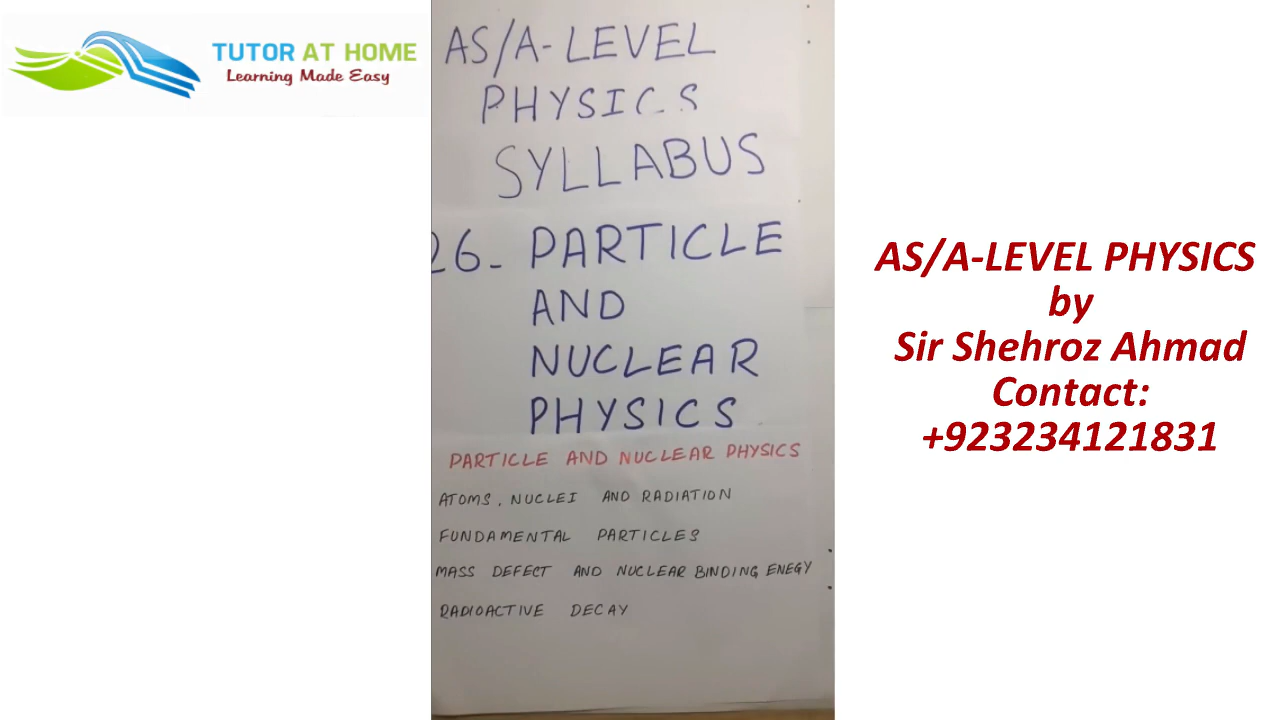 TUTOR AT HOME
Learning Made Easy
AS/A-LEVEL
PHYSICS
SYLLABUS
26- PARTICLE
AND
NUCLEAR
PHYSICS
PARTICLE AND NUCLEAR PHYSICS
ATOMS, NUCLEI AND RADIATION
FUNDAMENTAL PARTICLES
MASS DEFECT AND NUCLEAR BINDING ENEGY
RADIOACTIVE DECAY
AS/A-LEVEL PHYSICS
by
Sir Shehroz Ahmad
Contact:
+923234121831